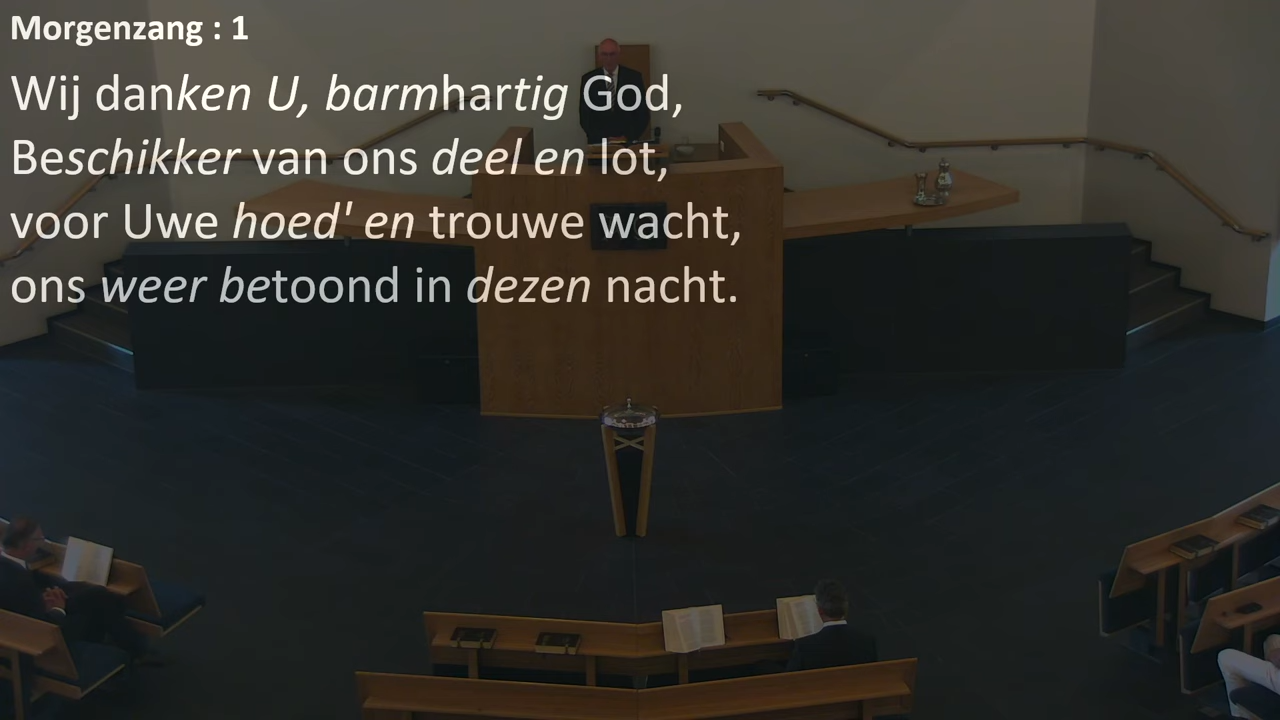 Morgenzang : 1
Wij danken U, barmhartig God,
Beschikker van ons deel en lot,
voor Uwe hoed' en trouwe wacht,
ons weer betoond in dezen nacht.